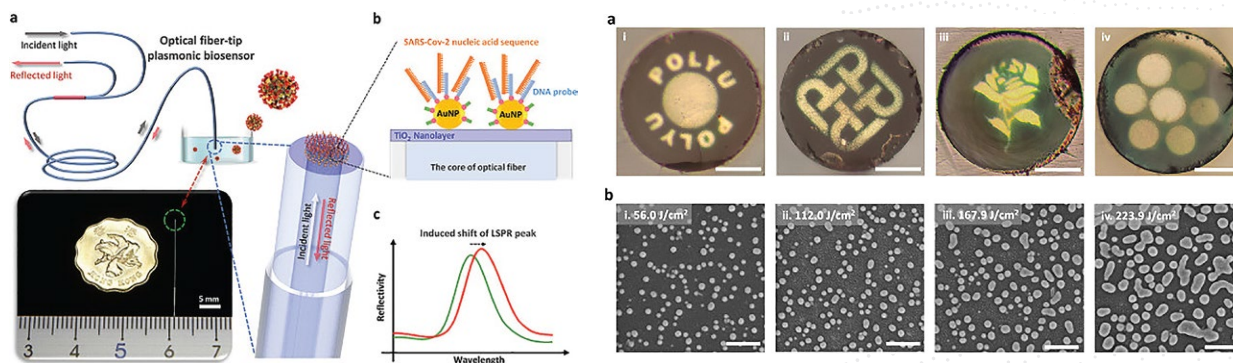 a
Incident light
Reflected light
Optical fiber-tip
plasmonic biosensor
5 mm
3 4 5 6 7
Incident light
Reflected light
b
SARS-Cov-2 nucleic acid sequence
DNA probe
AuNP
AuNP
TiO2 Nanolayer
The core of optical fiber
c
Induced shift of LSPR peak
Reflectivity
Wavelength
a
i
POLYU
POLYU
ii
iii
iv
b
i. 56.0 J/cm²
ii. 112.0 J/cm²
iii. 167.9 J/cm²
iv. 223.9 J/cm²